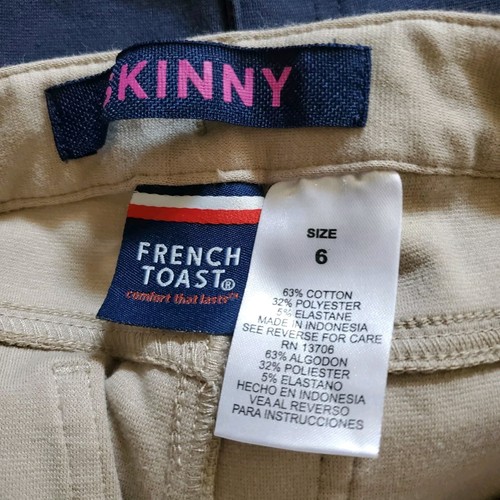 SKINNY
FRENCH
TOAST®
comfort that lasts℠
SIZE
6
63% COTTON
32% POLYESTER
5% ELASTANE
MADE IN INDONESIA
SEE REVERSE FOR CARE
RN 13706
63% ALGODON
32% POLIESTER
5% ELASTANO
HECHO EN INDONESIA
VEA AL REVERSO
PARA INSTRUCCIONES